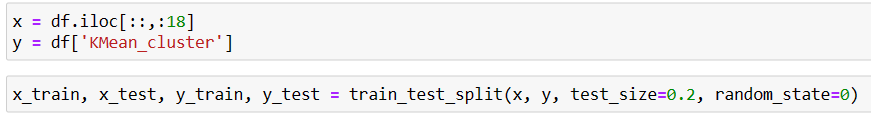 x = df.iloc[::,:18]
y = df['KMean_cluster']
x_train, x_test, y_train, y_test = train_test_split(x, y, test_size=0.2, random_state=0)